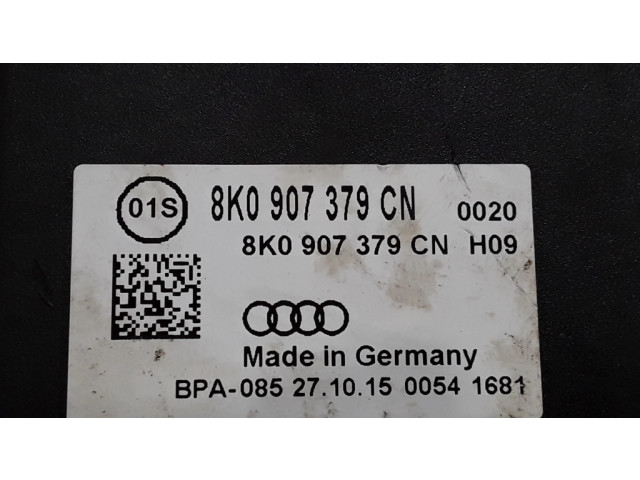 01S 8K0 907 379 CN 0020
8K0 907 379 CN H09
Made in Germany
BPA-085 27.10.15 0054 1681